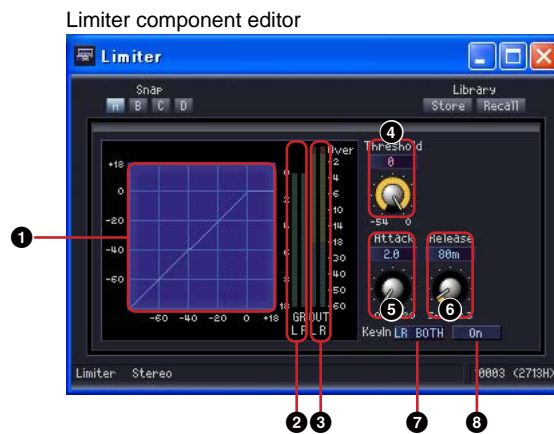 Limiter component editor
Limiter
Snap
Library
A B C D
Store Recall
4
Threshold
0
-54 0
+18
0
-20
-40
-60
-60 -40 -20 0 +18
Over
2
4
6
10
14
18
30
40
50
60
GR OUT
L R L R
Attack
2.0
Release
80m
5
6
KeyIn LR BOTH On
Limiter Stereo
0003 (2713H)
1
2
3
7
8